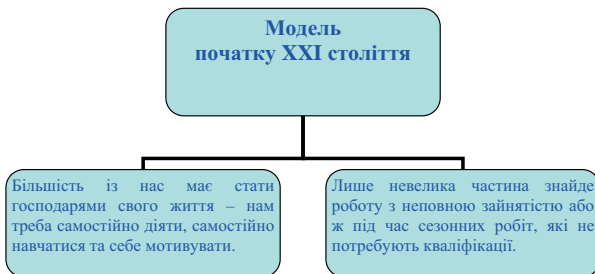 Модель
початку XXI століття
Більшість із нас має стати
господарями свого життя – нам
треба самостійно діяти, самостійно
навчатися та себе мотивувати.
Лише невелика частина знайде
роботу з неповною зайнятістю або
ж під час сезонних робіт, які не
потребують кваліфікації.